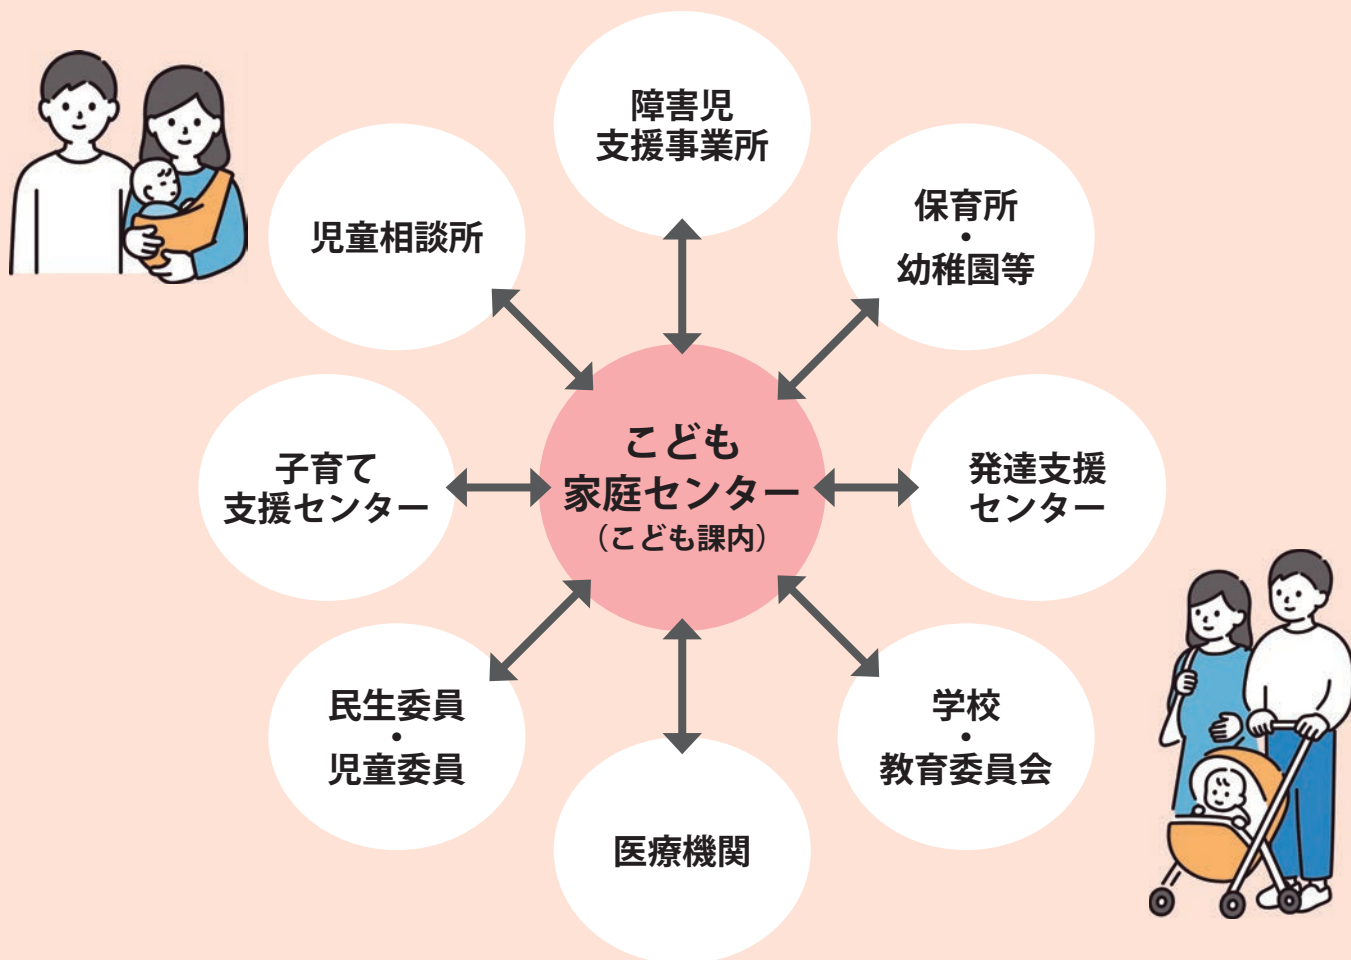 障害児
支援事業所
児童相談所
保育所
・
幼稚園等
こども
家庭センター
（こども課内）
子育て
支援センター
発達支援
センター
民生委員
・
児童委員
学校
・
教育委員会
医療機関